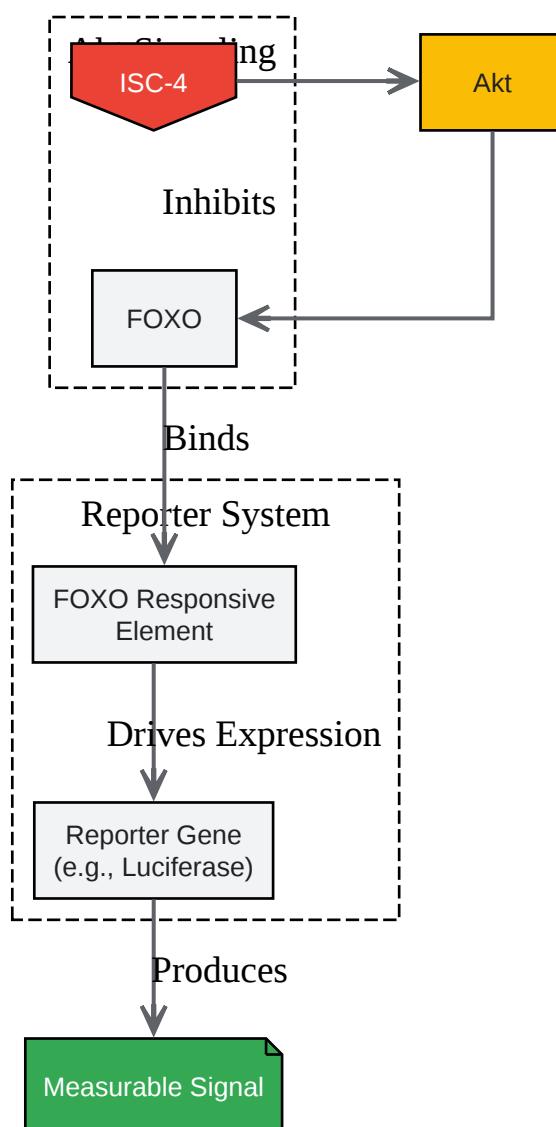 ISC-4
Akt
Inhibits
FOXO
Binds
Reporter System
FOXO Responsive
Element
Drives Expression
Reporter Gene
(e.g., Luciferase)
Produces
Measurable Signal